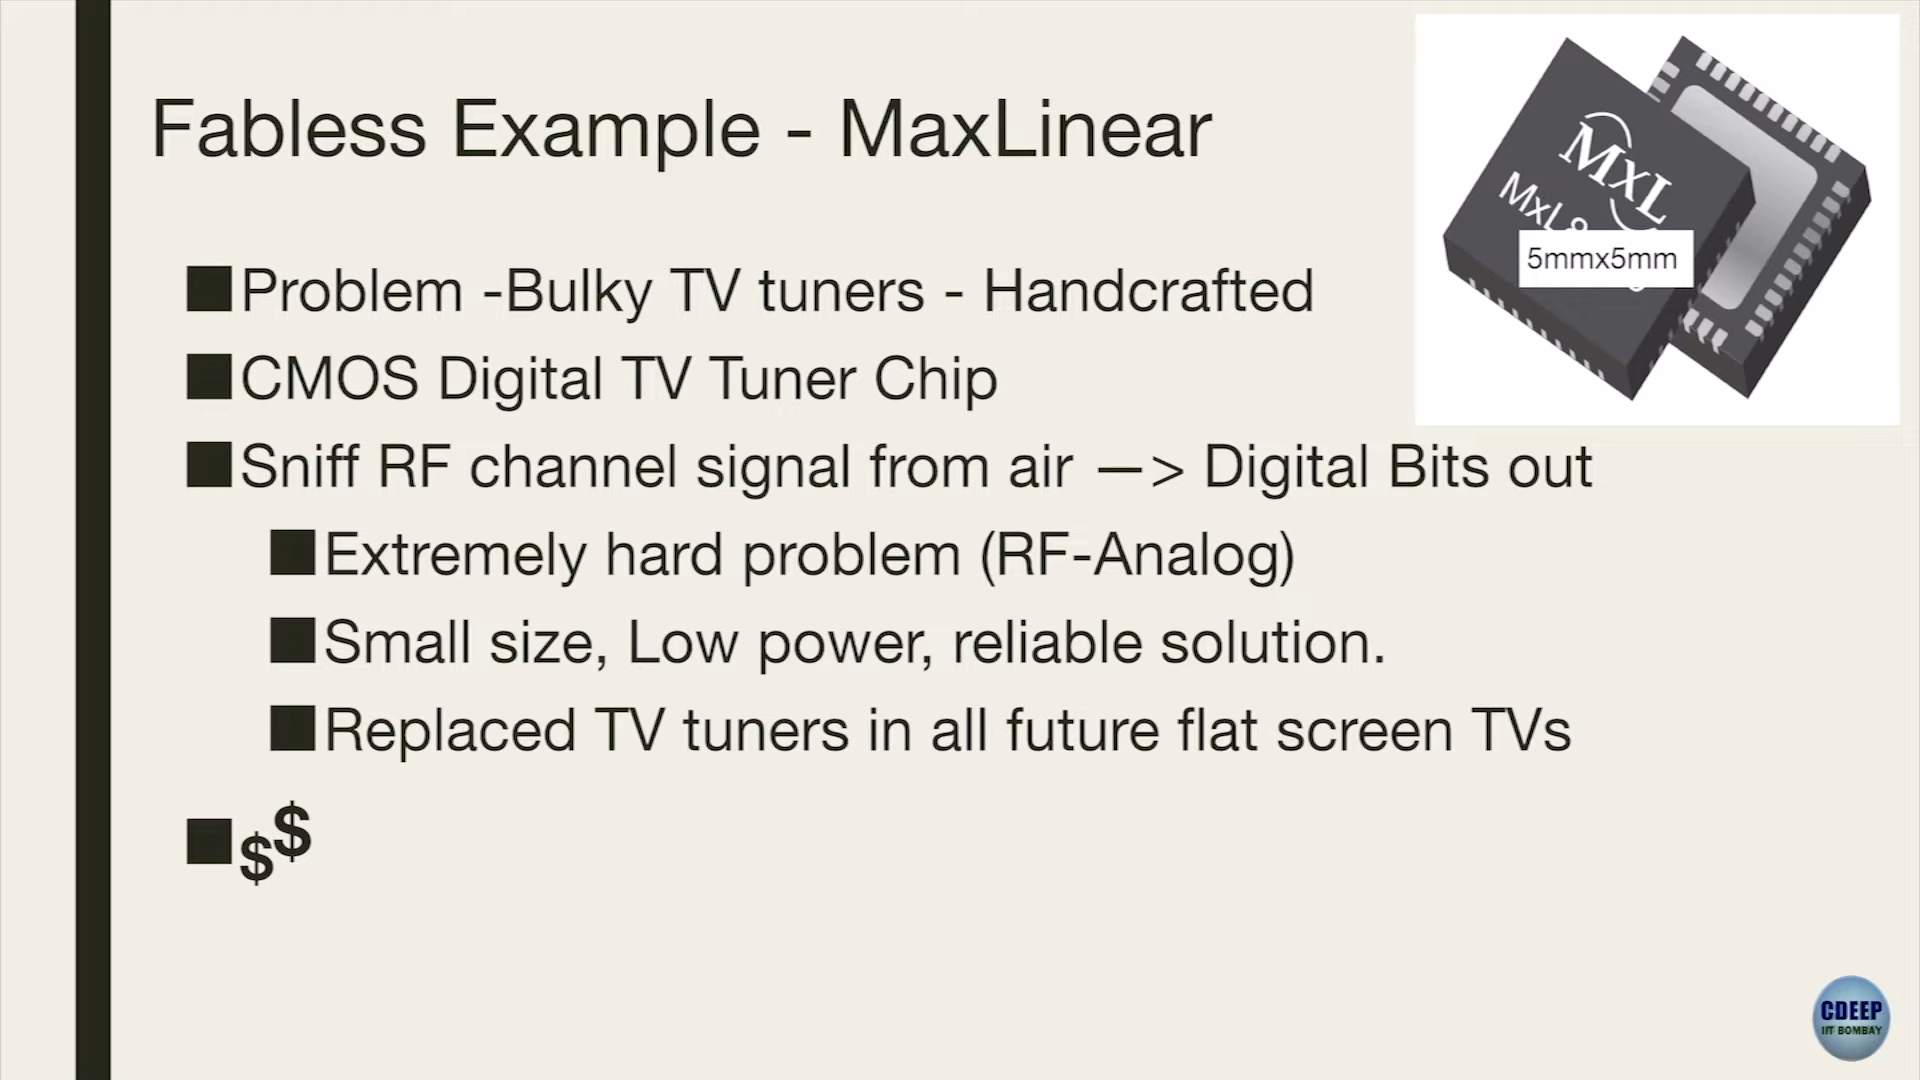 Fabless Example - MaxLinear
Problem -Bulky TV tuners - Handcrafted
CMOS Digital TV Tuner Chip
Sniff RF channel signal from air —> Digital Bits out
Extremely hard problem (RF-Analog)
Small size, Low power, reliable solution.
Replaced TV tuners in all future flat screen TVs
$$
MxL
5mmx5mm
CDEEP
IIT BOMBAY